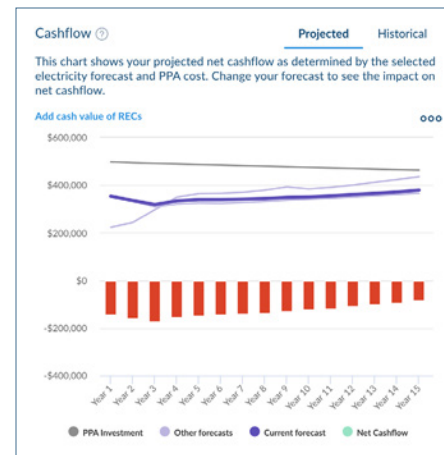 Cashflow ?
Projected Historical
This chart shows your projected net cashflow as determined by the selected
electricity forecast and PPA cost. Change your forecast to see the impact on
net cashflow.
Add cash value of RECs
$600,000
$400,000
$200,000
$0
-$200,000
-$400,000
Year 1 Year 2 Year 3 Year 4 Year 5 Year 6 Year 7 Year 8 Year 9 Year 10 Year 11 Year 12 Year 13 Year 14 Year 15
PPA Investment Other forecasts Current forecast Net Cashflow